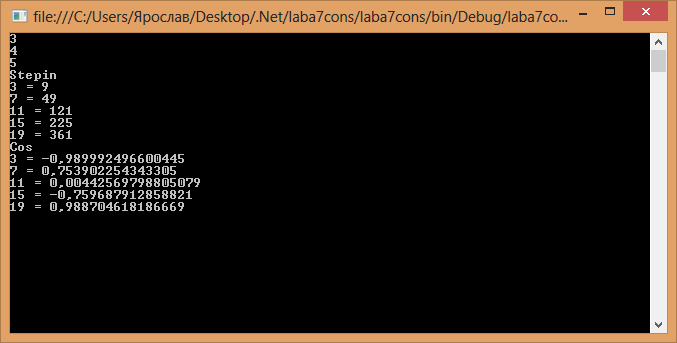 file:///C:/Users/Ярослав/Desktop/.Net/laba7cons/laba7cons/bin/Debug/laba7co...
3
4
5
Stepin
3 = 9
7 = 49
11 = 121
15 = 225
19 = 361
Cos
3 = -0,989992496600445
7 = 0,753902254343305
11 = 0,00442569798805079
15 = -0,759687912858821
19 = 0,988704618186669